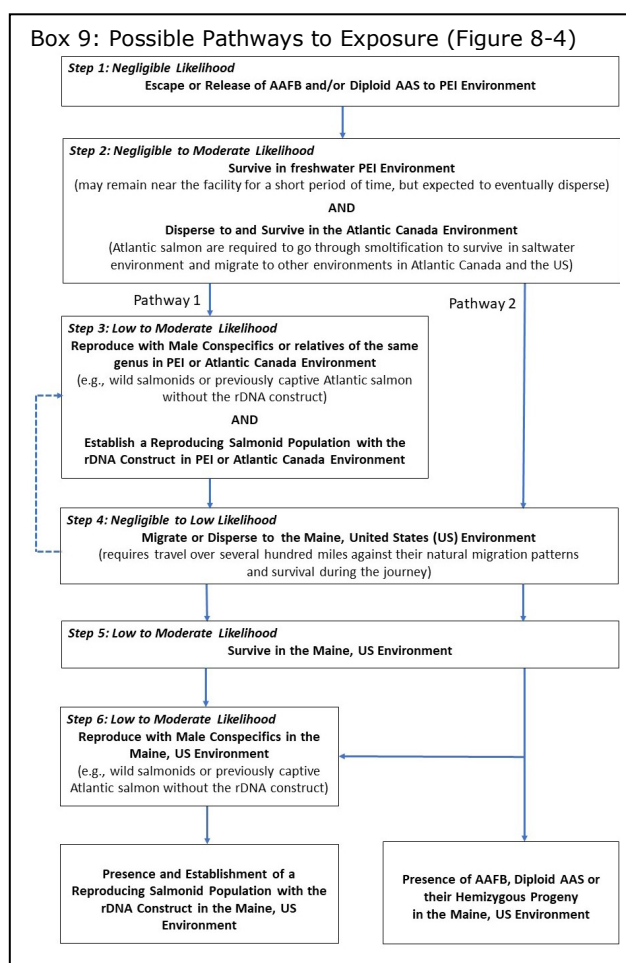 Box 9: Possible Pathways to Exposure (Figure 8-4)
Step 1: Negligible Likelihood
Escape or Release of AAFB and/or Diploid AAS to PEI Environment
Step 2: Negligible to Moderate Likelihood
Survive in freshwater PEI Environment
(may remain near the facility for a short period of time, but expected to eventually disperse)
AND
Disperse to and Survive in the Atlantic Canada Environment
(Atlantic salmon are required to go through smoltification to survive in saltwater
environment and migrate to other environments in Atlantic Canada and the US)
Pathway 1
Pathway 2
Step 3: Low to Moderate Likelihood
Reproduce with Male Conspecifics or relatives of the same
genus in PEI or Atlantic Canada Environment
(e.g., wild salmonids or previously captive Atlantic salmon
without the rDNA construct)
AND
Establish a Reproducing Salmonid Population with the
rDNA Construct in PEI or Atlantic Canada Environment
Step 4: Negligible to Low Likelihood
Migrate or Disperse to the Maine, United States (US) Environment
(requires travel over several hundred miles against their natural migration patterns
and survival during the journey)
Step 5: Low to Moderate Likelihood
Survive in the Maine, US Environment
Step 6: Low to Moderate Likelihood
Reproduce with Male Conspecifics in the
Maine, US Environment
(e.g., wild salmonids or previously captive
Atlantic salmon without the rDNA construct)
Presence and Establishment of a
Reproducing Salmonid Population with the
rDNA Construct in the Maine, US
Environment
Presence of AAFB, Diploid AAS or
their Hemizygous Progeny
in the Maine, US Environment